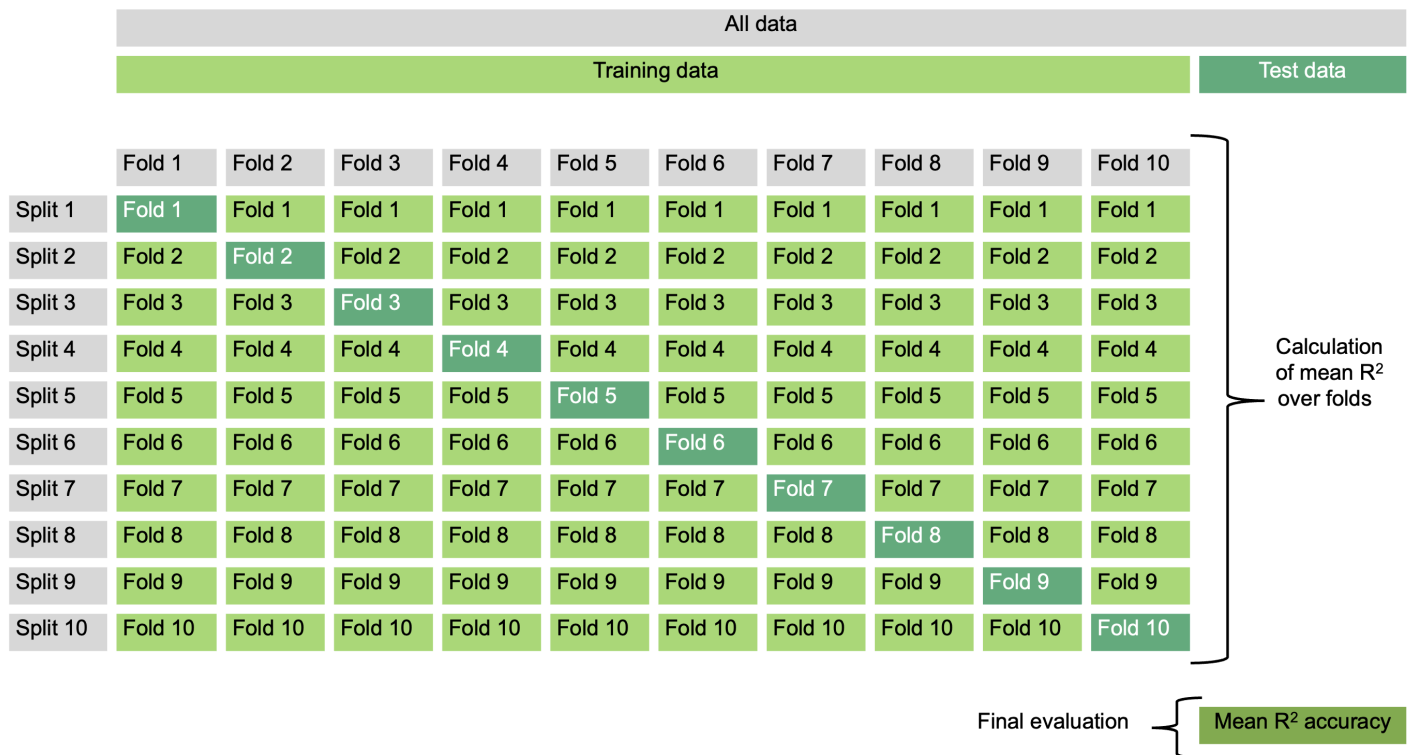 All data
Training data Test data
Fold 1 Fold 2 Fold 3 Fold 4 Fold 5 Fold 6 Fold 7 Fold 8 Fold 9 Fold 10
Split 1 Fold 1 Fold 1 Fold 1 Fold 1 Fold 1 Fold 1 Fold 1 Fold 1 Fold 1 Fold 1
Split 2 Fold 2 Fold 2 Fold 2 Fold 2 Fold 2 Fold 2 Fold 2 Fold 2 Fold 2 Fold 2
Split 3 Fold 3 Fold 3 Fold 3 Fold 3 Fold 3 Fold 3 Fold 3 Fold 3 Fold 3 Fold 3
Split 4 Fold 4 Fold 4 Fold 4 Fold 4 Fold 4 Fold 4 Fold 4 Fold 4 Fold 4 Fold 4
Split 5 Fold 5 Fold 5 Fold 5 Fold 5 Fold 5 Fold 5 Fold 5 Fold 5 Fold 5 Fold 5
Split 6 Fold 6 Fold 6 Fold 6 Fold 6 Fold 6 Fold 6 Fold 6 Fold 6 Fold 6 Fold 6
Split 7 Fold 7 Fold 7 Fold 7 Fold 7 Fold 7 Fold 7 Fold 7 Fold 7 Fold 7 Fold 7
Split 8 Fold 8 Fold 8 Fold 8 Fold 8 Fold 8 Fold 8 Fold 8 Fold 8 Fold 8 Fold 8
Split 9 Fold 9 Fold 9 Fold 9 Fold 9 Fold 9 Fold 9 Fold 9 Fold 9 Fold 9 Fold 9
Split 10 Fold 10 Fold 10 Fold 10 Fold 10 Fold 10 Fold 10 Fold 10 Fold 10 Fold 10 Fold 10
Calculation
of mean R²
over folds
Final evaluation Mean R² accuracy